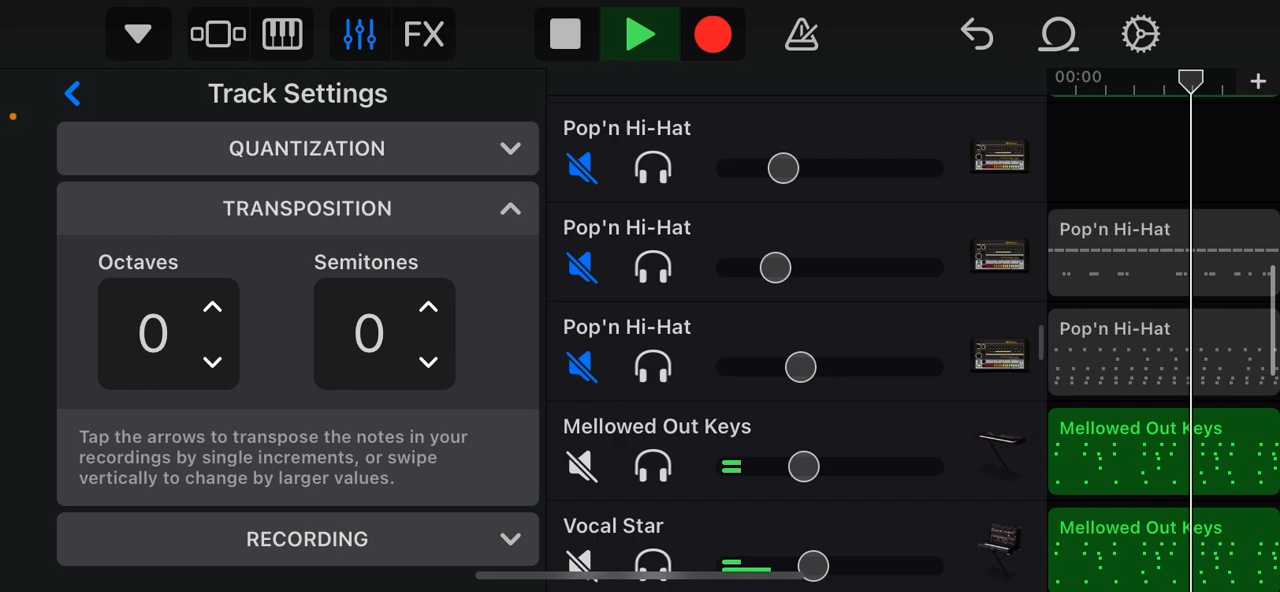 FX
Track Settings
QUANTIZATION
TRANSPOSITION
Octaves
Semitones
0
0
Tap the arrows to transpose the notes in your
recordings by single increments, or swipe
vertically to change by larger values.
RECORDING
Pop'n Hi-Hat
Pop'n Hi-Hat
Pop'n Hi-Hat
Mellowed Out Keys
Vocal Star
00:00
+
Pop'n Hi-Hat
Pop'n Hi-Hat
Mellowed Out Keys
Mellowed Out Keys